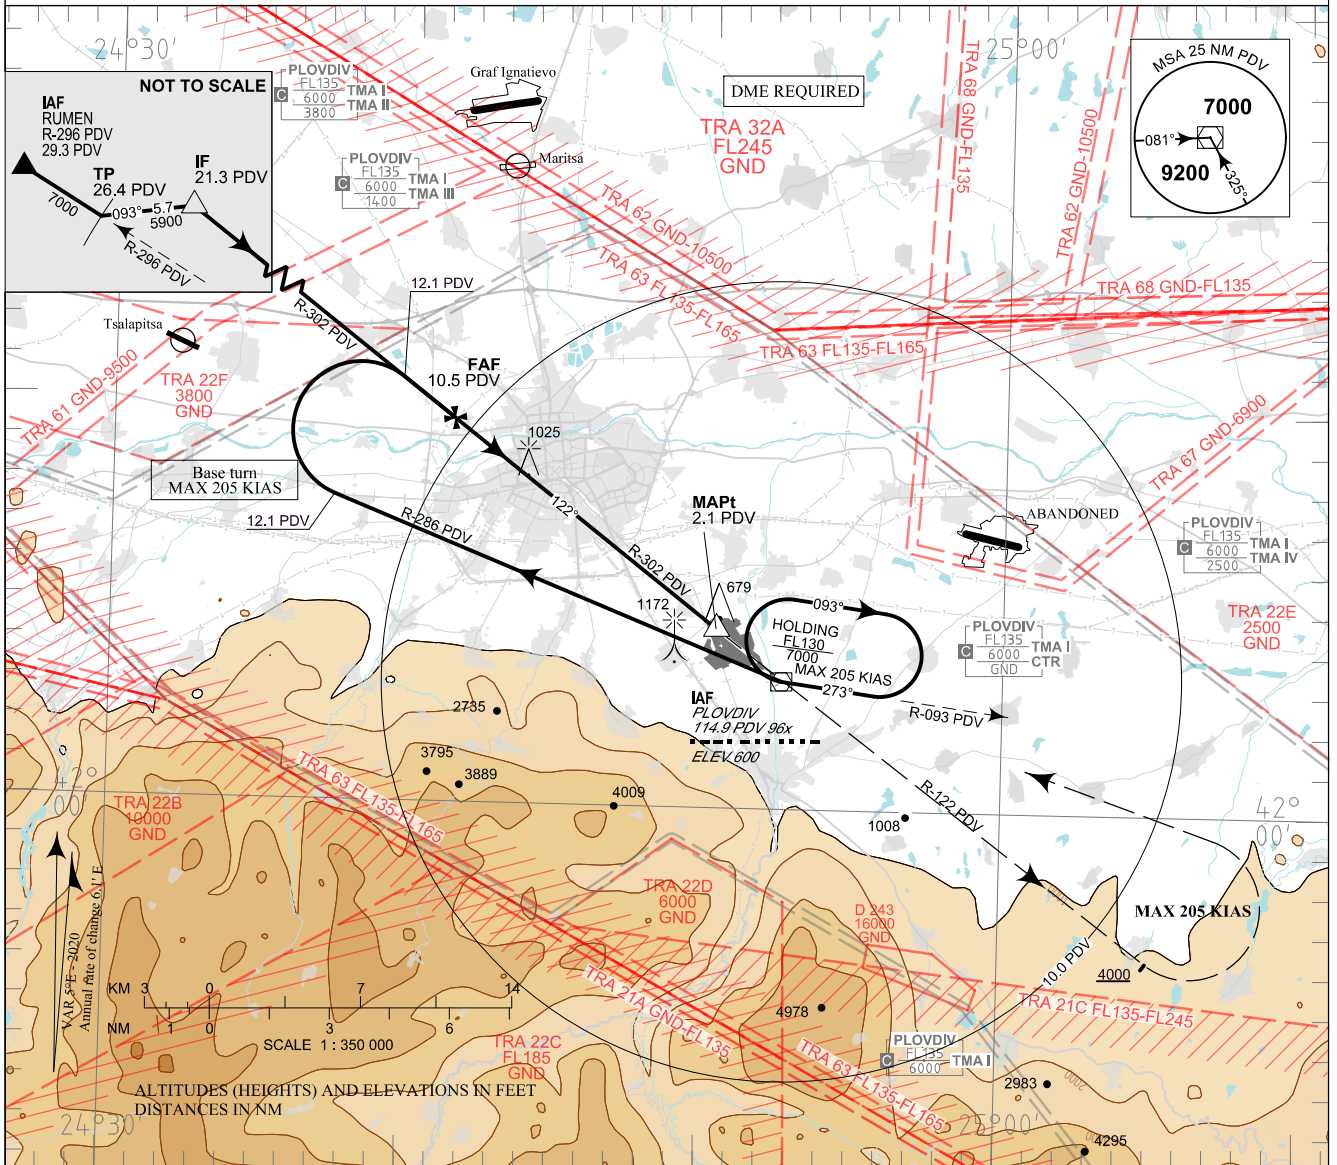 24°30'
25°00'
NOT TO SCALE
IAF
RUMEN
R-296 PDV
29.3 PDV
TP
26.4 PDV
IF
21.3 PDV
7000
093°
5.7
5900
R-296 PDV
PLOVDIV
FL135
C
6000
3800
TMA I
TMA II
Graf Ignatievo
DME REQUIRED
TRA 32A
FL245
GND
MSA 25 NM PDV
7000
081°
9200
325°
PLOVDIV
FL135
C
6000
1400
TMA I
TMA III
Maritsa
TRA 68 GND-FL135
TRA 62 GND-10500
TRA 62 GND-10500
TRA 63 FL135-FL165
TRA 68 GND-FL135
TRA 63 FL135-FL165
12.1 PDV
R-302 PDV
Tsalapitsa
TRA 22F
3800
GND
TRA 61 GND-9500
FAF
10.5 PDV
1025
Base turn
MAX 205 KIAS
12.1 PDV
R-286 PDV
122°
MAPt
2.1 PDV
R-302 PDV
TRA 67 GND-6900
ABANDONED
PLOVDIV
FL135
C
6000
2500
TMA I
TMA IV
679
1172
093°
HOLDING
FL130
7000
MAX 205 KIAS
273°
TRA 22E
2500
GND
PLOVDIV
FL135
C
6000
GND
TMA I
CTR
IAF
PLOVDIV
114.9 PDV 96x
ELEV 600
R-093 PDV
2735
3795
3889
4009
TRA 63 FL135-FL165
42°
00'
TRA 22B
10000
GND
R-122 PDV
1008
42°
00'
TRA 22D
6000
GND
D 243
16000
GND
MAX 205 KIAS
10.0 PDV
4000
VAR 5°E - 2020
Annual rate of change 6.1' E
KM 3 0 7 14
NM 1 0 3 6
SCALE 1 : 350 000
TRA 21A GND-FL135
TRA 21C FL135-FL245
4978
TRA 22C
FL185
GND
TRA 63 FL135-FL165
PLOVDIV
FL135
C
6000
TMA I
2983
2000
ALTITUDES (HEIGHTS) AND ELEVATIONS IN FEET
DISTANCES IN NM
24°30'
25°00'
4295